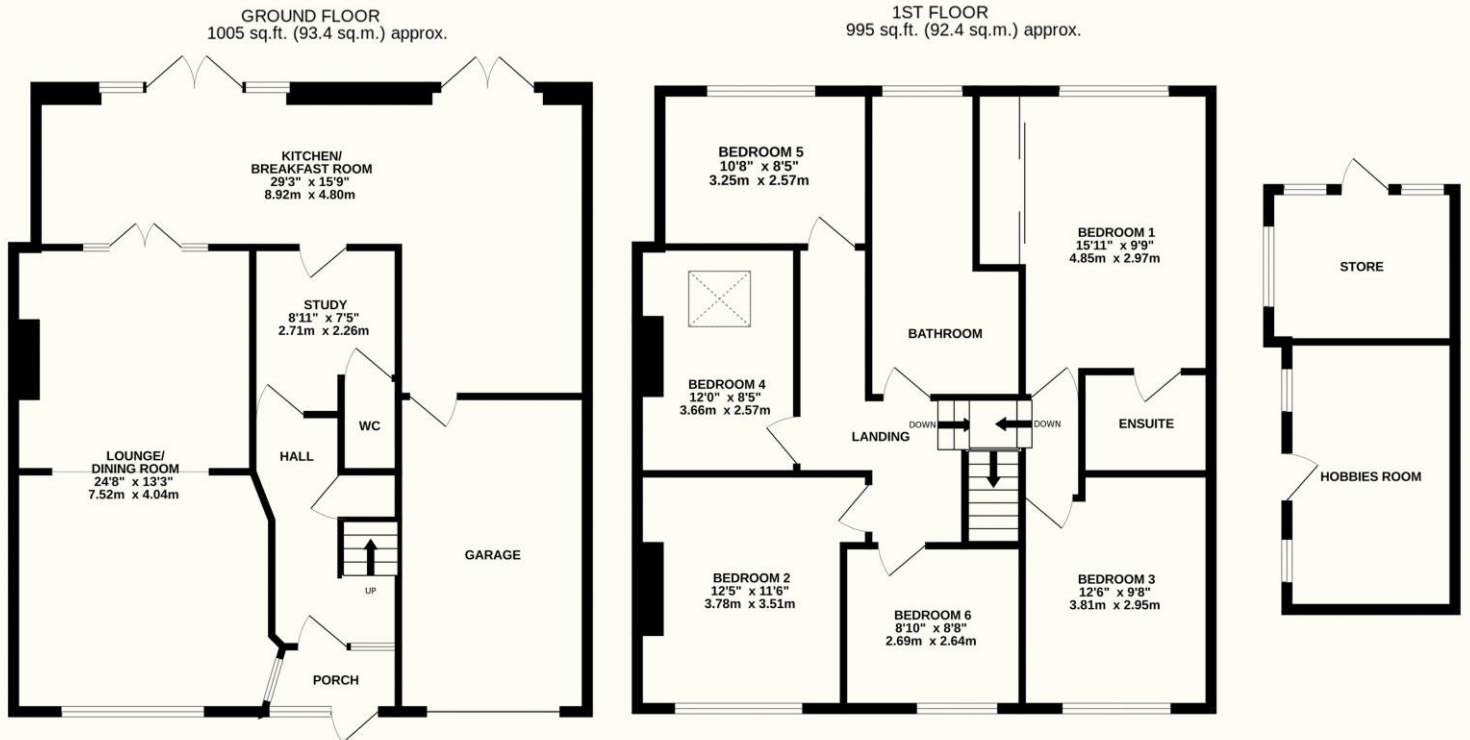 GROUND FLOOR
1005 sq.ft. (93.4 sq.m.) approx.
KITCHEN/
BREAKFAST ROOM
29'3" x 15'9"
8.92m x 4.80m
STUDY
8'11" x 7'5"
2.71m x 2.26m
WC
HALL
LOUNGE/
DINING ROOM
24'8" x 13'3"
7.52m x 4.04m
GARAGE
UP
PORCH
1ST FLOOR
995 sq.ft. (92.4 sq.m.) approx.
BEDROOM 5
10'8" x 8'5"
3.25m x 2.57m
BEDROOM 1
15'11" x 9'9"
4.85m x 2.97m
BATHROOM
BEDROOM 4
12'0" x 8'5"
3.66m x 2.57m
LANDING
DOWN
DOWN
ENSUITE
BEDROOM 2
12'5" x 11'6"
3.78m x 3.51m
BEDROOM 6
8'10" x 8'8"
2.69m x 2.64m
BEDROOM 3
12'6" x 9'8"
3.81m x 2.95m
STORE
HOBBIES ROOM